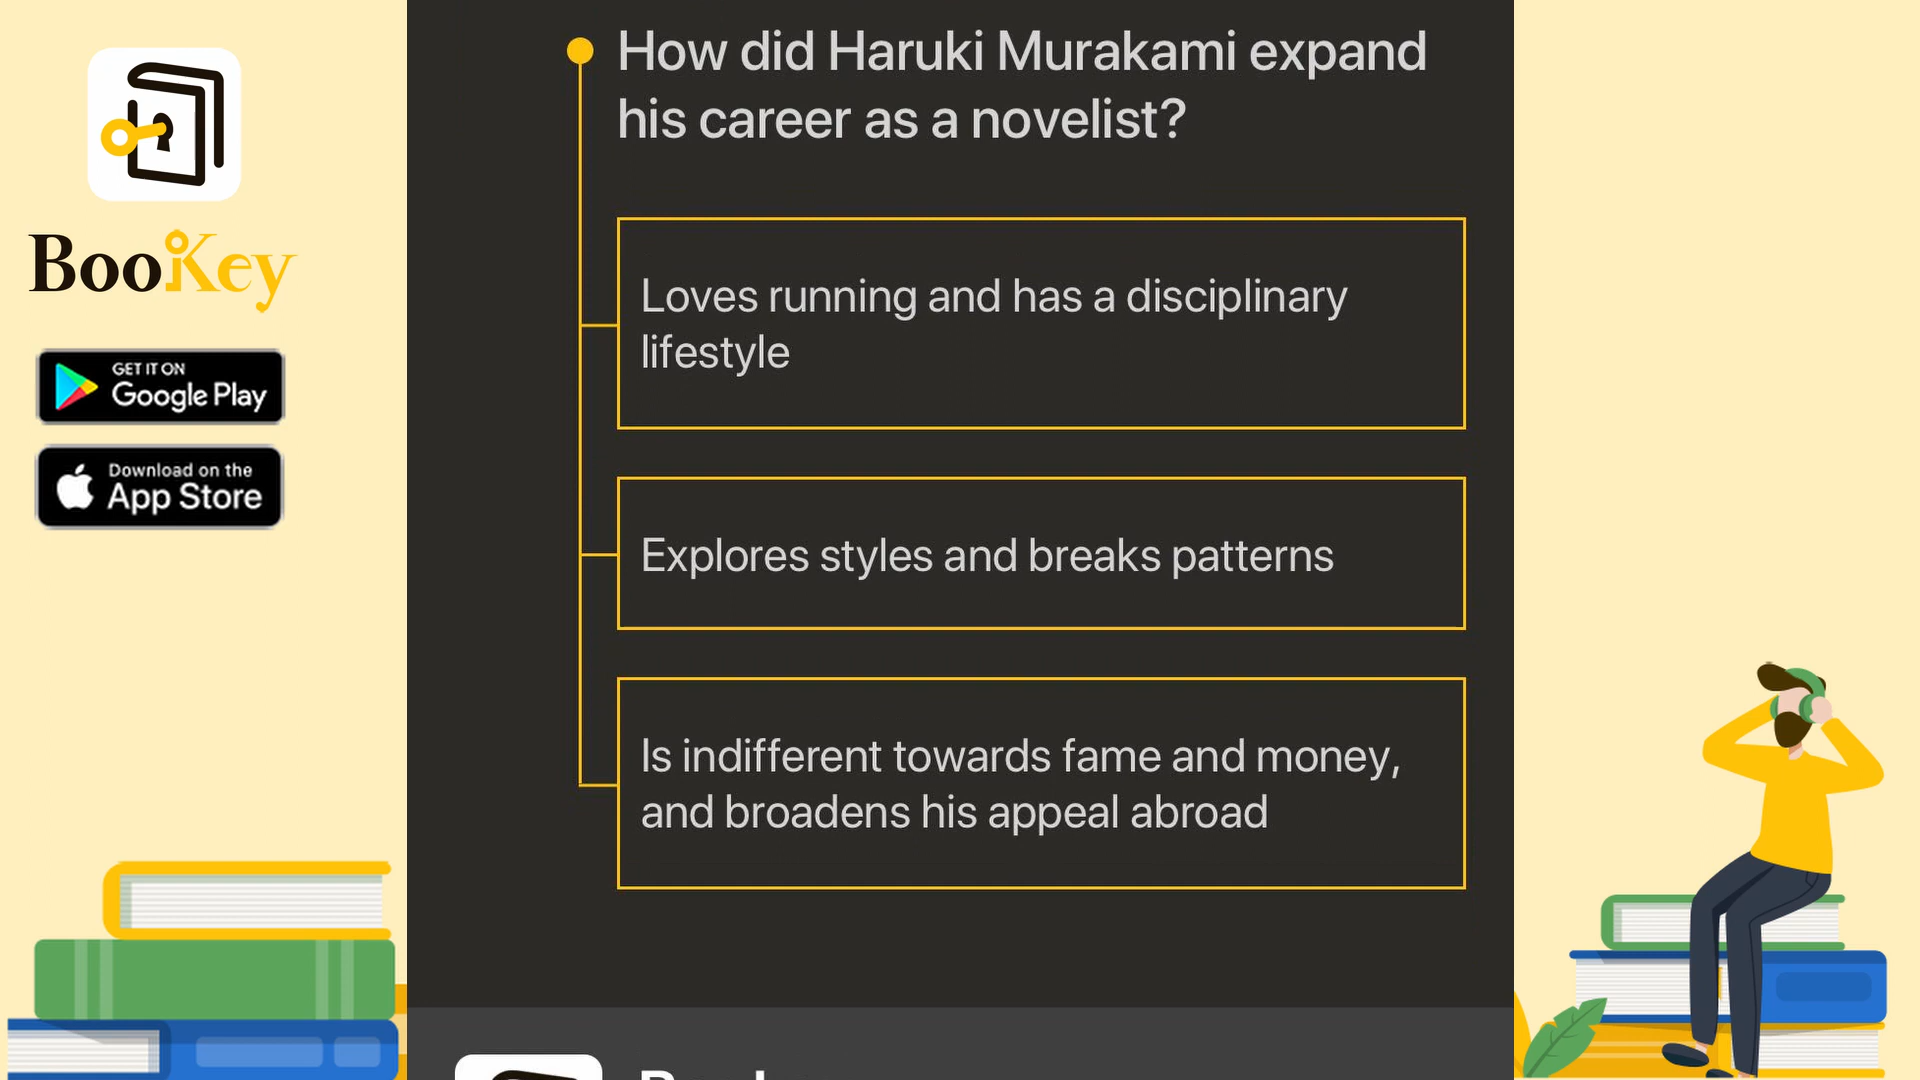 BooKey
GET IT ON
Google Play
Download on the
App Store
How did Haruki Murakami expand
his career as a novelist?
Loves running and has a disciplinary
lifestyle
Explores styles and breaks patterns
Is indifferent towards fame and money,
and broadens his appeal abroad